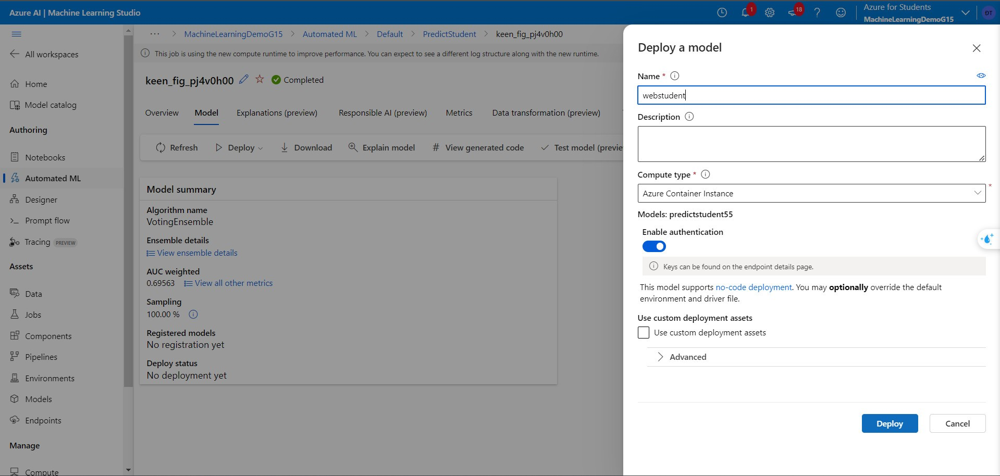 Azure AI | Machine Learning Studio
1
18
Azure for Students
MachineLearningDemoG15
ĐT
All workspaces
Home
Model catalog
Authoring
Notebooks
Automated ML
Designer
Prompt flow
Tracing PREVIEW
Assets
Data
Jobs
Components
Pipelines
Environments
Models
Endpoints
Manage
Compute
... > MachineLearningDemoG15 > Automated ML > Default > PredictStudent > keen_fig_pj4v0h00
This job is using the new compute runtime to improve performance. You can expect to see a different log structure along with the new runtime.
keen_fig_pj4v0h00 Completed
Overview Model Explanations (preview) Responsible AI (preview) Metrics Data transformation (preview)
Refresh Deploy Download Explain model # View generated code Test model (previe
Model summary
Algorithm name
VotingEnsemble
Ensemble details
View ensemble details
AUC weighted
0.69563 View all other metrics
Sampling
100.00 %
Registered models
No registration yet
Deploy status
No deployment yet
Deploy a model
Name *
webstudent
Description
Compute type *
Azure Container Instance
*
Models: predictstudent55
Enable authentication
Keys can be found on the endpoint details page.
This model supports no-code deployment. You may optionally override the default
environment and driver file.
Use custom deployment assets
Use custom deployment assets
Advanced
Deploy Cancel